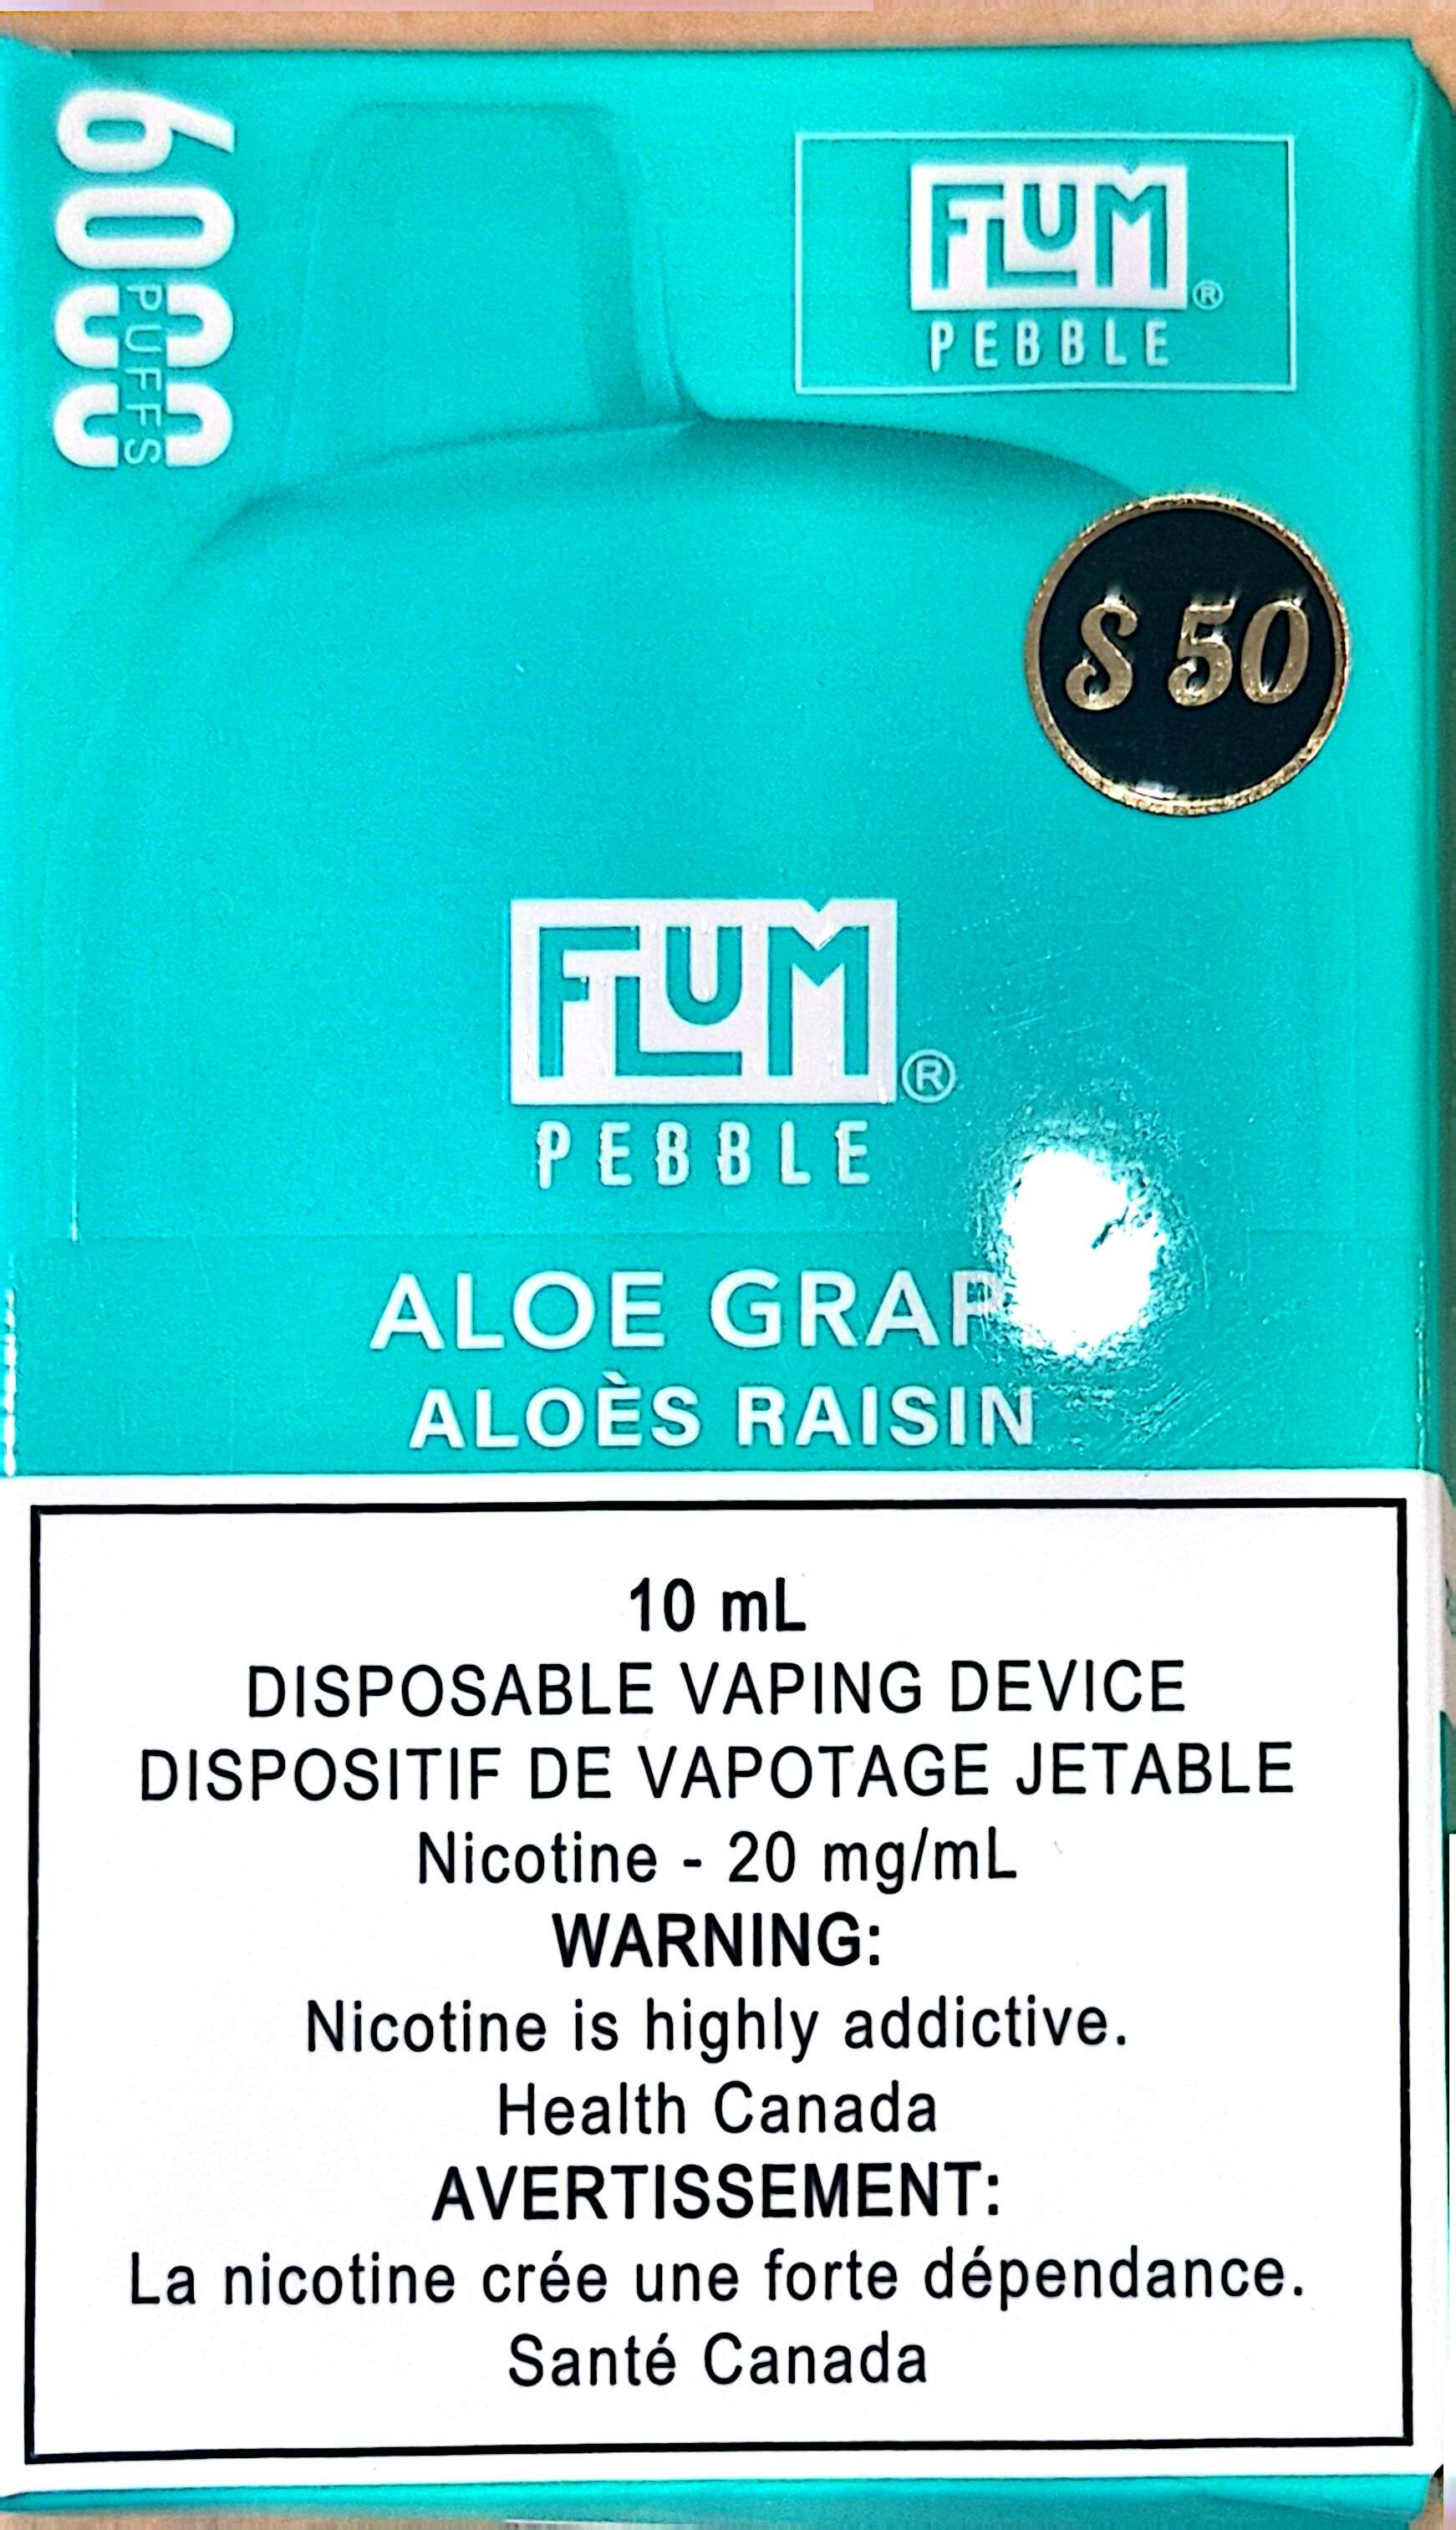 6000
PUFFS
FLUM®
PEBBLE
S 50
FLUM®
PEBBLE
ALOE
ALOÈS RAISIN
10 mL
DISPOSABLE VAPING DEVICE
DISPOSITIF DE VAPOTAGE JETABLE
Nicotine - 20 mg/mL
WARNING:
Nicotine is highly addictive.
Health Canada
AVERTISSEMENT:
La nicotine crée une forte dépendance.
Santé Canada